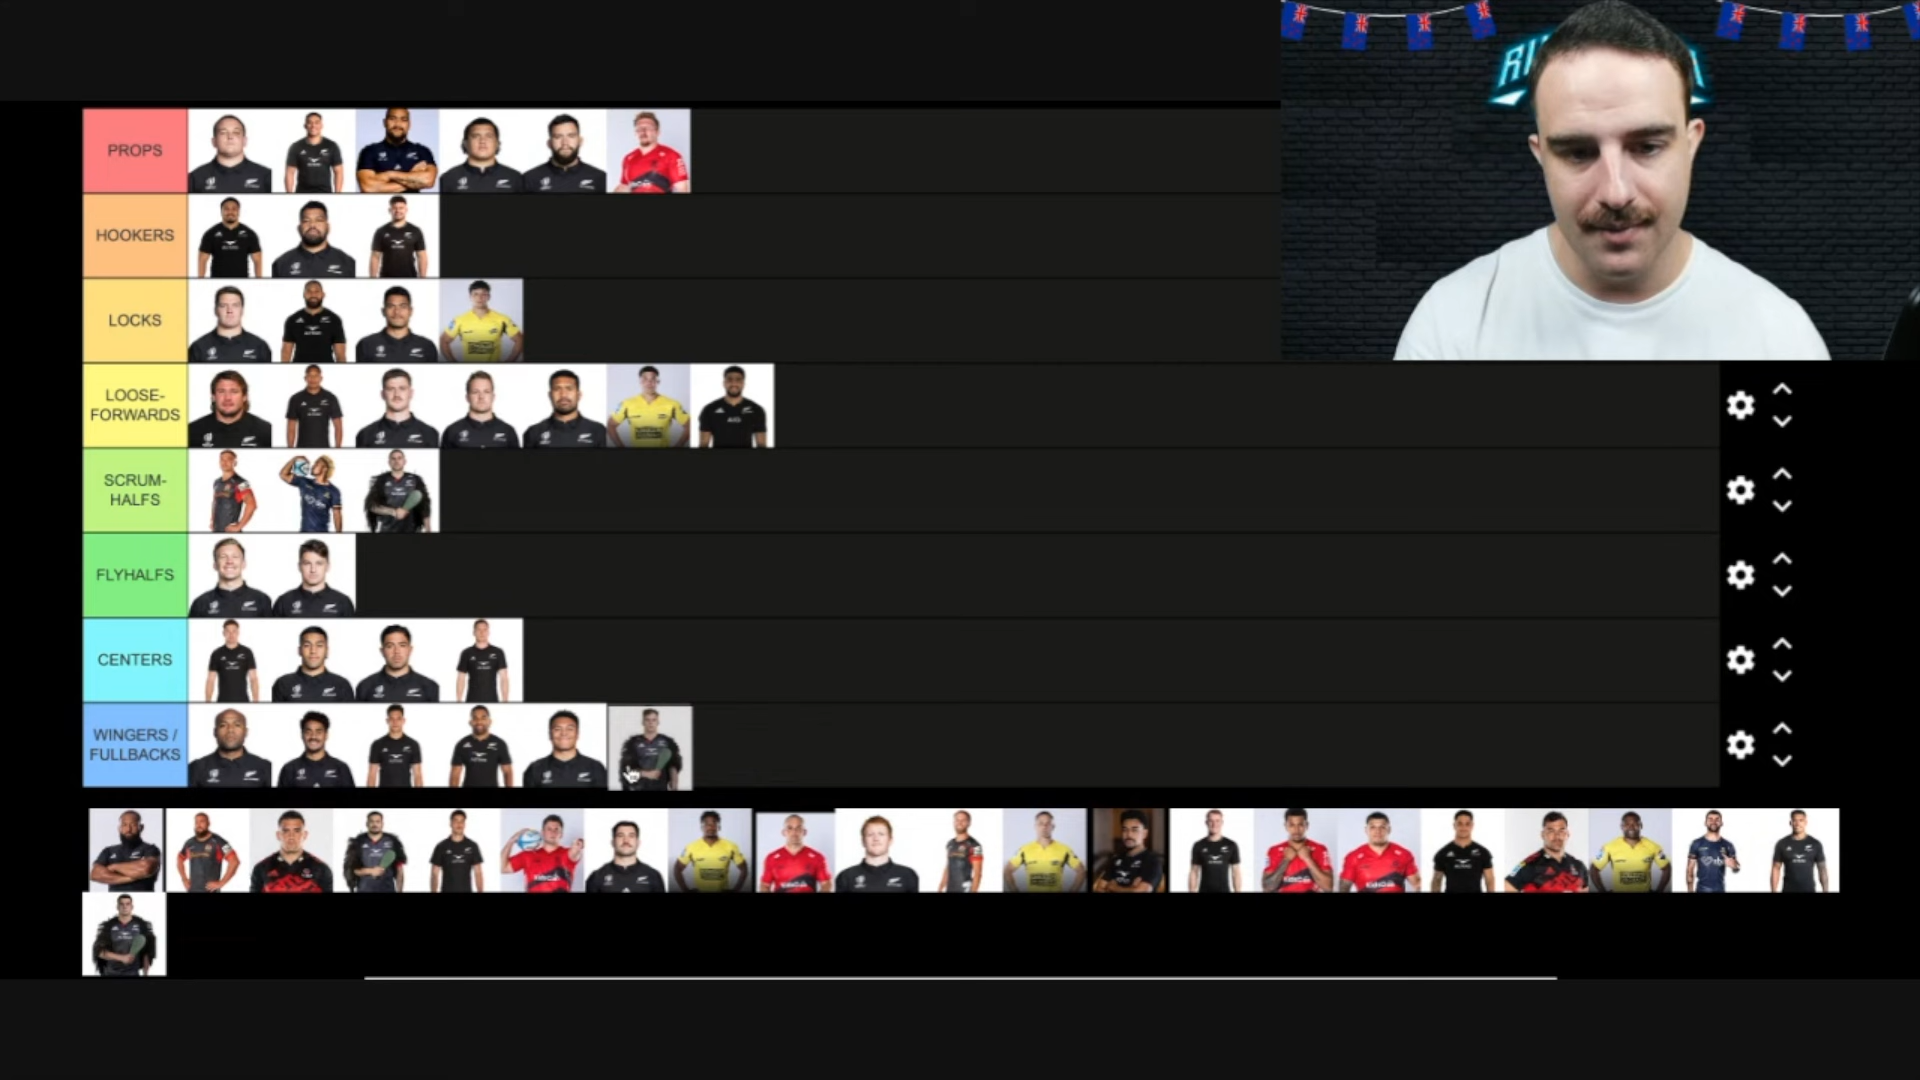 PROPS
HOOKERS
LOCKS
LOOSE-
FORWARDS
SCRUM-
HALFS
FLYHALFS
CENTERS
WINGERS /
FULLBACKS